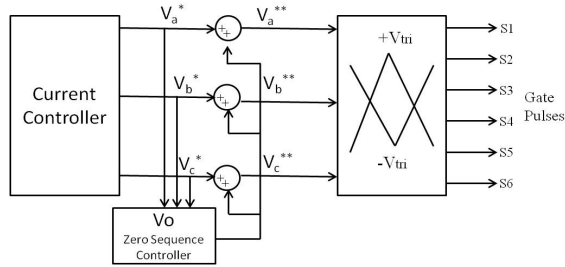 Current
Controller
Va*
Vb*
Vc*
+
+
+
+
+
+
Va**
Vb**
Vc**
Vo
Zero Sequence
Controller
+Vtri
-Vtri
S1
S2
S3
S4
S5
S6
Gate
Pulses